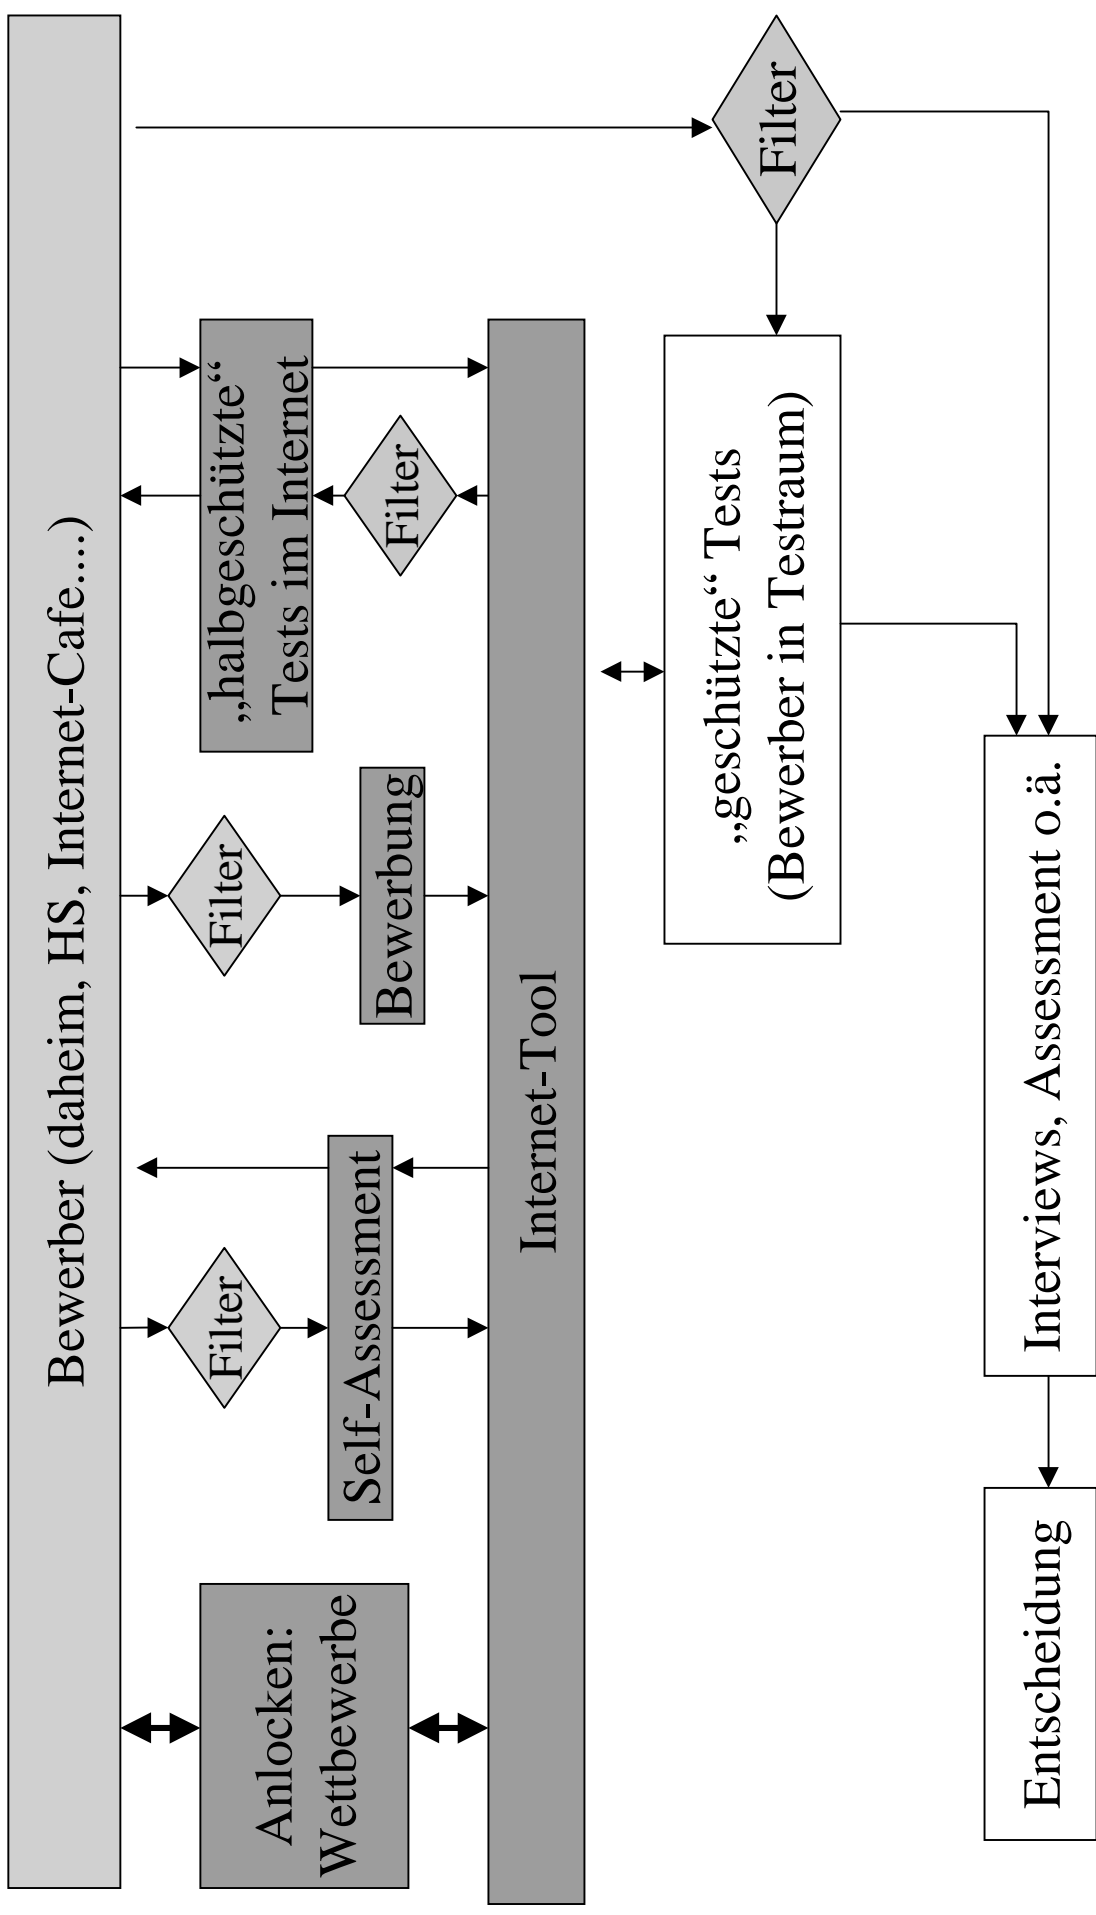 Bewerber (daheim, HS, Internet-Cafe....)
Anlocken:
Wettbewerbe
Filter
Self-Assessment
Filter
Bewerbung
„halbgeschützte“
Tests im Internet
Filter
Internet-Tool
„geschützte“ Tests
(Bewerber in Testraum)
Filter
Entscheidung
Interviews, Assessment o.ä.